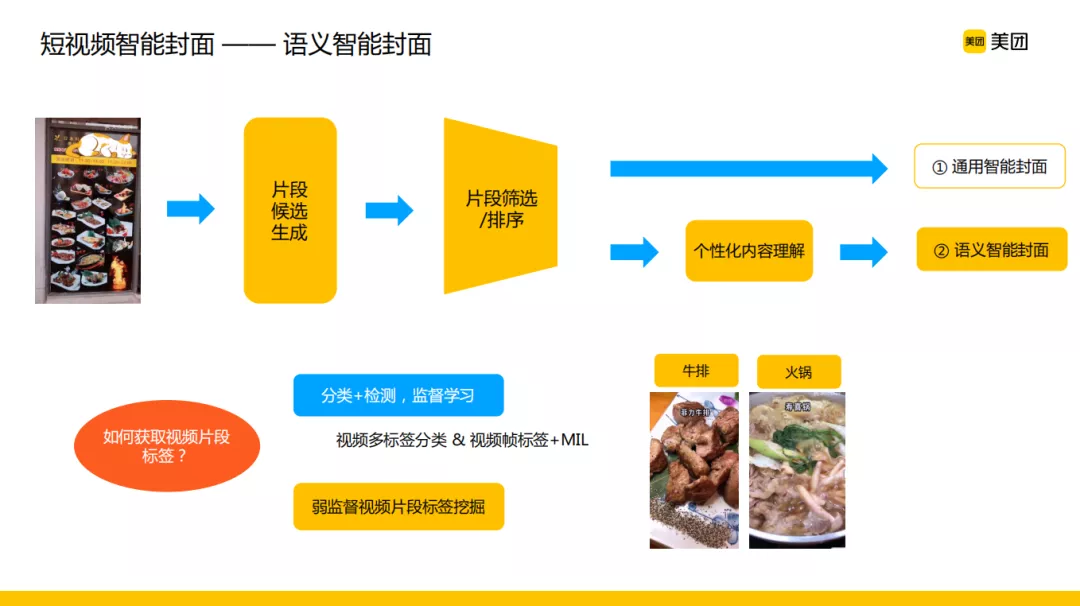 短视频智能封面 —— 语义智能封面
美团 美团
片段
候选
生成
片段筛选
/排序
① 通用智能封面
个性化内容理解
② 语义智能封面
如何获取视频片段
标签？
分类+检测，监督学习
视频多标签分类 & 视频帧标签+MIL
弱监督视频片段标签挖掘
牛排
火锅
菲力牛排
寿喜锅